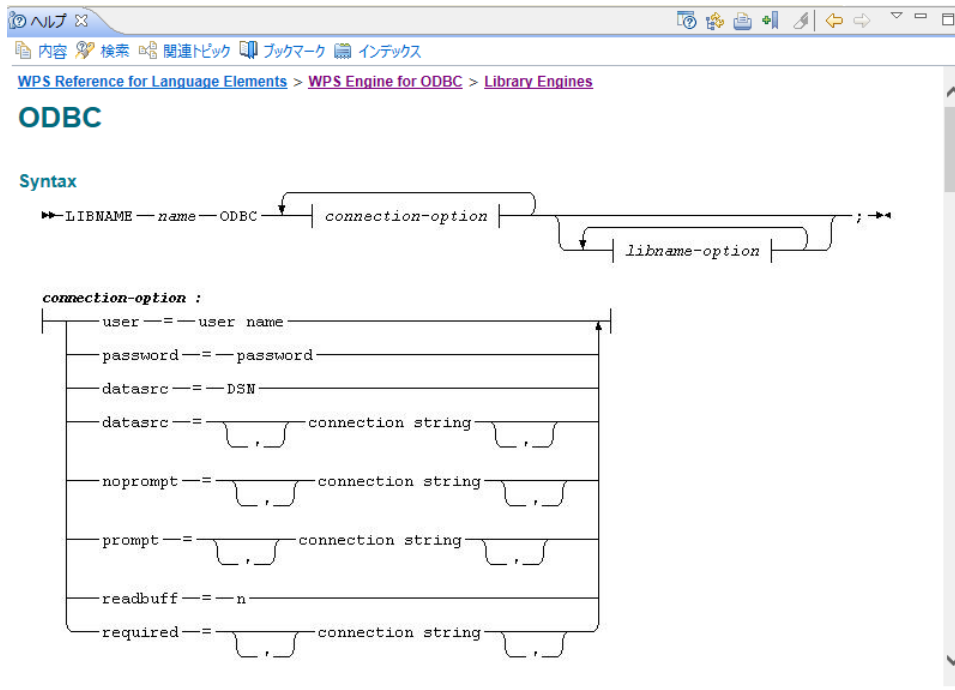 ヘルプ
内容 検索 関連トピック ブックマーク インデックス
WPS Reference for Language Elements > WPS Engine for ODBC > Library Engines
ODBC
Syntax
LIBNAME name ODBC connection-option ;
libname-option
connection-option :
user = user name
password = password
datasrc = DSN
datasrc = connection string
, ,
noprompt = connection string
, ,
prompt = connection string
, ,
readbuff = n
required = connection string
, ,